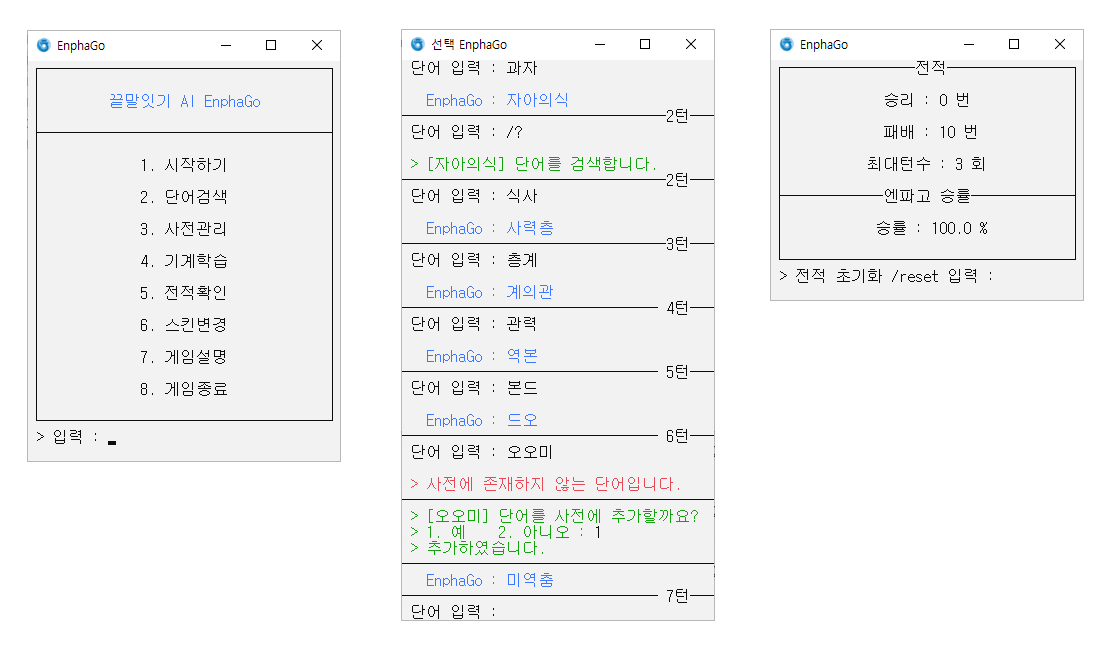 EnphaGo
끝말잇기 AI EnphaGo
1. 시작하기
2. 단어검색
3. 사전관리
4. 기계학습
5. 전적확인
6. 스킨변경
7. 게임설명
8. 게임종료
> 입력 :
선택 EnphaGo
단어 입력 : 과자
EnphaGo : 자아의식
2턴
단어 입력 : /?
> [자아의식] 단어를 검색합니다.
2턴
단어 입력 : 식사
EnphaGo : 사력층
3턴
단어 입력 : 층계
EnphaGo : 계의관
4턴
단어 입력 : 관력
EnphaGo : 역본
5턴
단어 입력 : 본드
EnphaGo : 드오
6턴
단어 입력 : 오오미
> 사전에 존재하지 않는 단어입니다.
> [오오미] 단어를 사전에 추가할까요?
> 1. 예 2. 아니오 : 1
> 추가하였습니다.
EnphaGo : 미역춤
7턴
단어 입력 :
EnphaGo
전적
승리 : 0 번
패배 : 10 번
최대턴수 : 3 회
엔파고 승률
승률 : 100.0 %
> 전적 초기화 /reset 입력 :